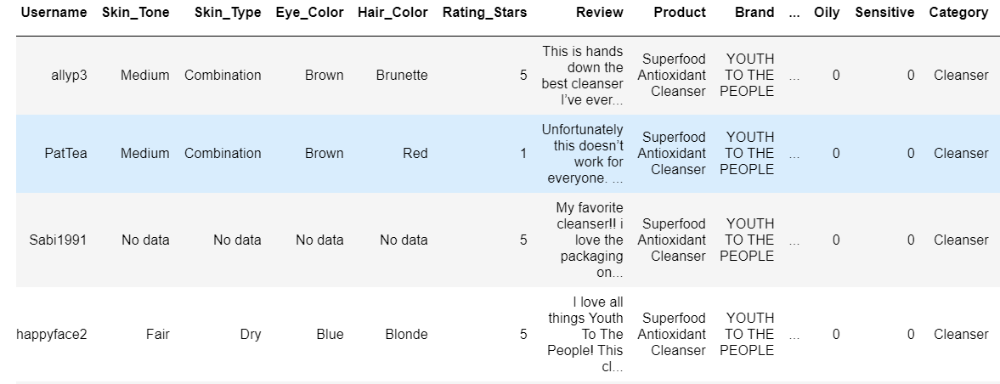 Username Skin_Tone Skin_Type Eye_Color Hair_Color Rating_Stars Review Product Brand ... Oily Sensitive Category
This is hands
down the
best cleanser
I’ve ever...
allyp3 Medium Combination Brown Brunette 5
Superfood
Antioxidant
Cleanser
YOUTH
TO THE
PEOPLE
... 0 0 Cleanser
Unfortunately
this doesn’t
work for
everyone. ...
PatTea Medium Combination Brown Red 1
Superfood
Antioxidant
Cleanser
YOUTH
TO THE
PEOPLE
... 0 0 Cleanser
My favorite
cleanser!! i
love the
packaging
on...
Sabi1991 No data No data No data No data 5
Superfood
Antioxidant
Cleanser
YOUTH
TO THE
PEOPLE
... 0 0 Cleanser
I love all
things Youth
To The
People! This
cl...
happyface2 Fair Dry Blue Blonde 5
Superfood
Antioxidant
Cleanser
YOUTH
TO THE
PEOPLE
... 0 0 Cleanser